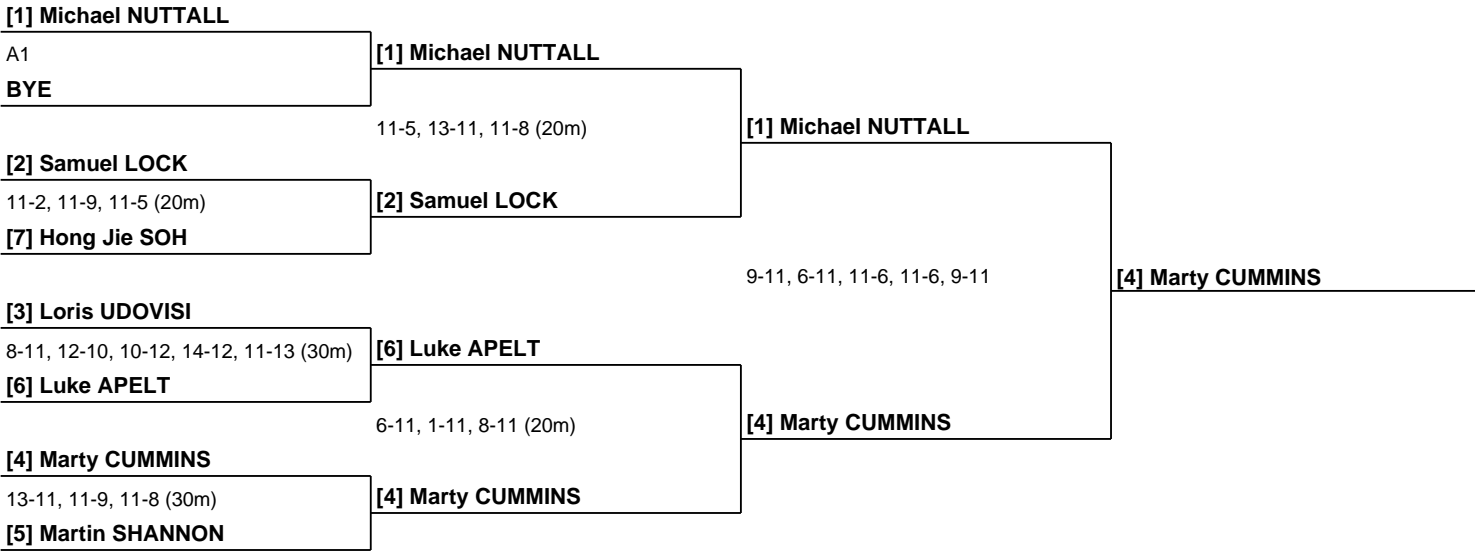 [1] Michael NUTTALL
A1
BYE
[2] Samuel LOCK
11-2, 11-9, 11-5 (20m)
[7] Hong Jie SOH
[3] Loris UDOVISI
8-11, 12-10, 10-12, 14-12, 11-13 (30m)
[6] Luke APELT
[4] Marty CUMMINS
13-11, 11-9, 11-8 (30m)
[5] Martin SHANNON
[1] Michael NUTTALL
11-5, 13-11, 11-8 (20m)
[2] Samuel LOCK
[6] Luke APELT
6-11, 1-11, 8-11 (20m)
[4] Marty CUMMINS
[1] Michael NUTTALL
9-11, 6-11, 11-6, 11-6, 9-11
[4] Marty CUMMINS
[4] Marty CUMMINS